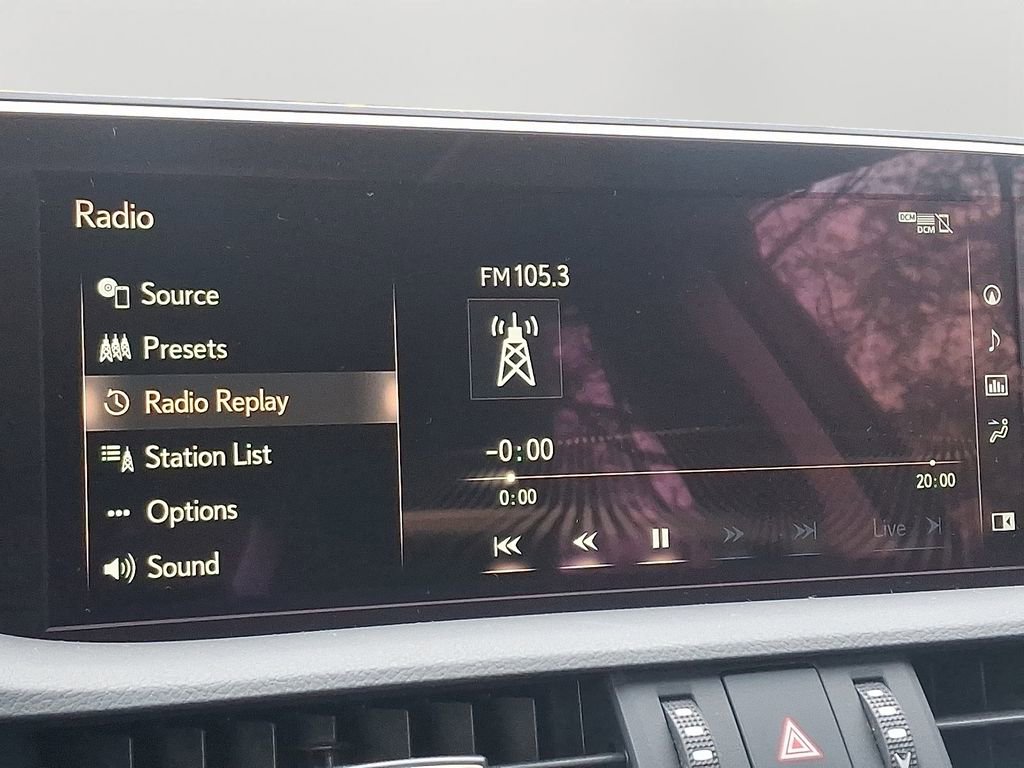 Radio
DCM
DCM
FM 105.3
Source
Presets
Radio Replay
Station List
Options
Sound
-0:00
0:00
20:00
Live